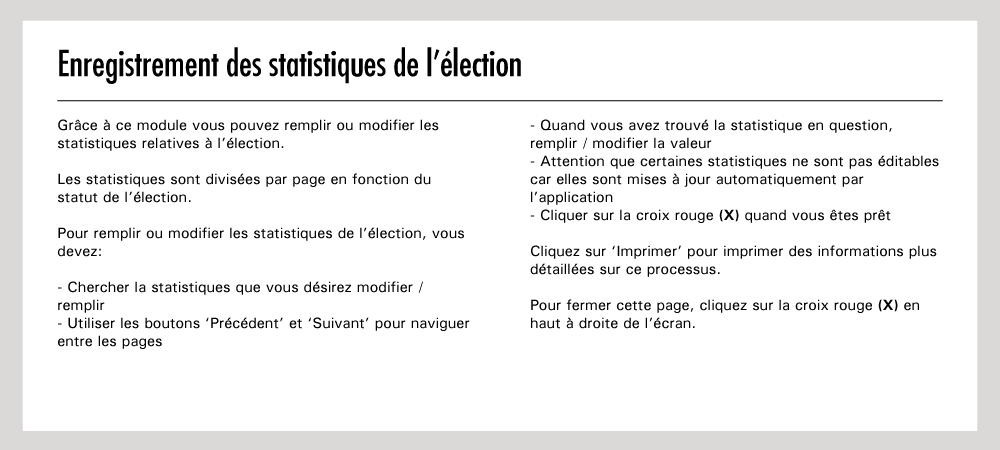 Enregistrement des statistiques de l’élection
Grâce à ce module vous pouvez remplir ou modifier les
statistiques relatives à l’élection.
Les statistiques sont divisées par page en fonction du
statut de l’élection.
Pour remplir ou modifier les statistiques de l’élection, vous
devez:
- Chercher la statistiques que vous désirez modifier /
remplir
- Utiliser les boutons ‘Précédent’ et ‘Suivant’ pour naviguer
entre les pages
- Quand vous avez trouvé la statistique en question,
remplir / modifier la valeur
- Attention que certaines statistiques ne sont pas éditables
car elles sont mises à jour automatiquement par
l’application
- Cliquer sur la croix rouge (X) quand vous êtes prêt
Cliquez sur ‘Imprimer’ pour imprimer des informations plus
détaillées sur ce processus.
Pour fermer cette page, cliquez sur la croix rouge (X) en
haut à droite de l’écran.